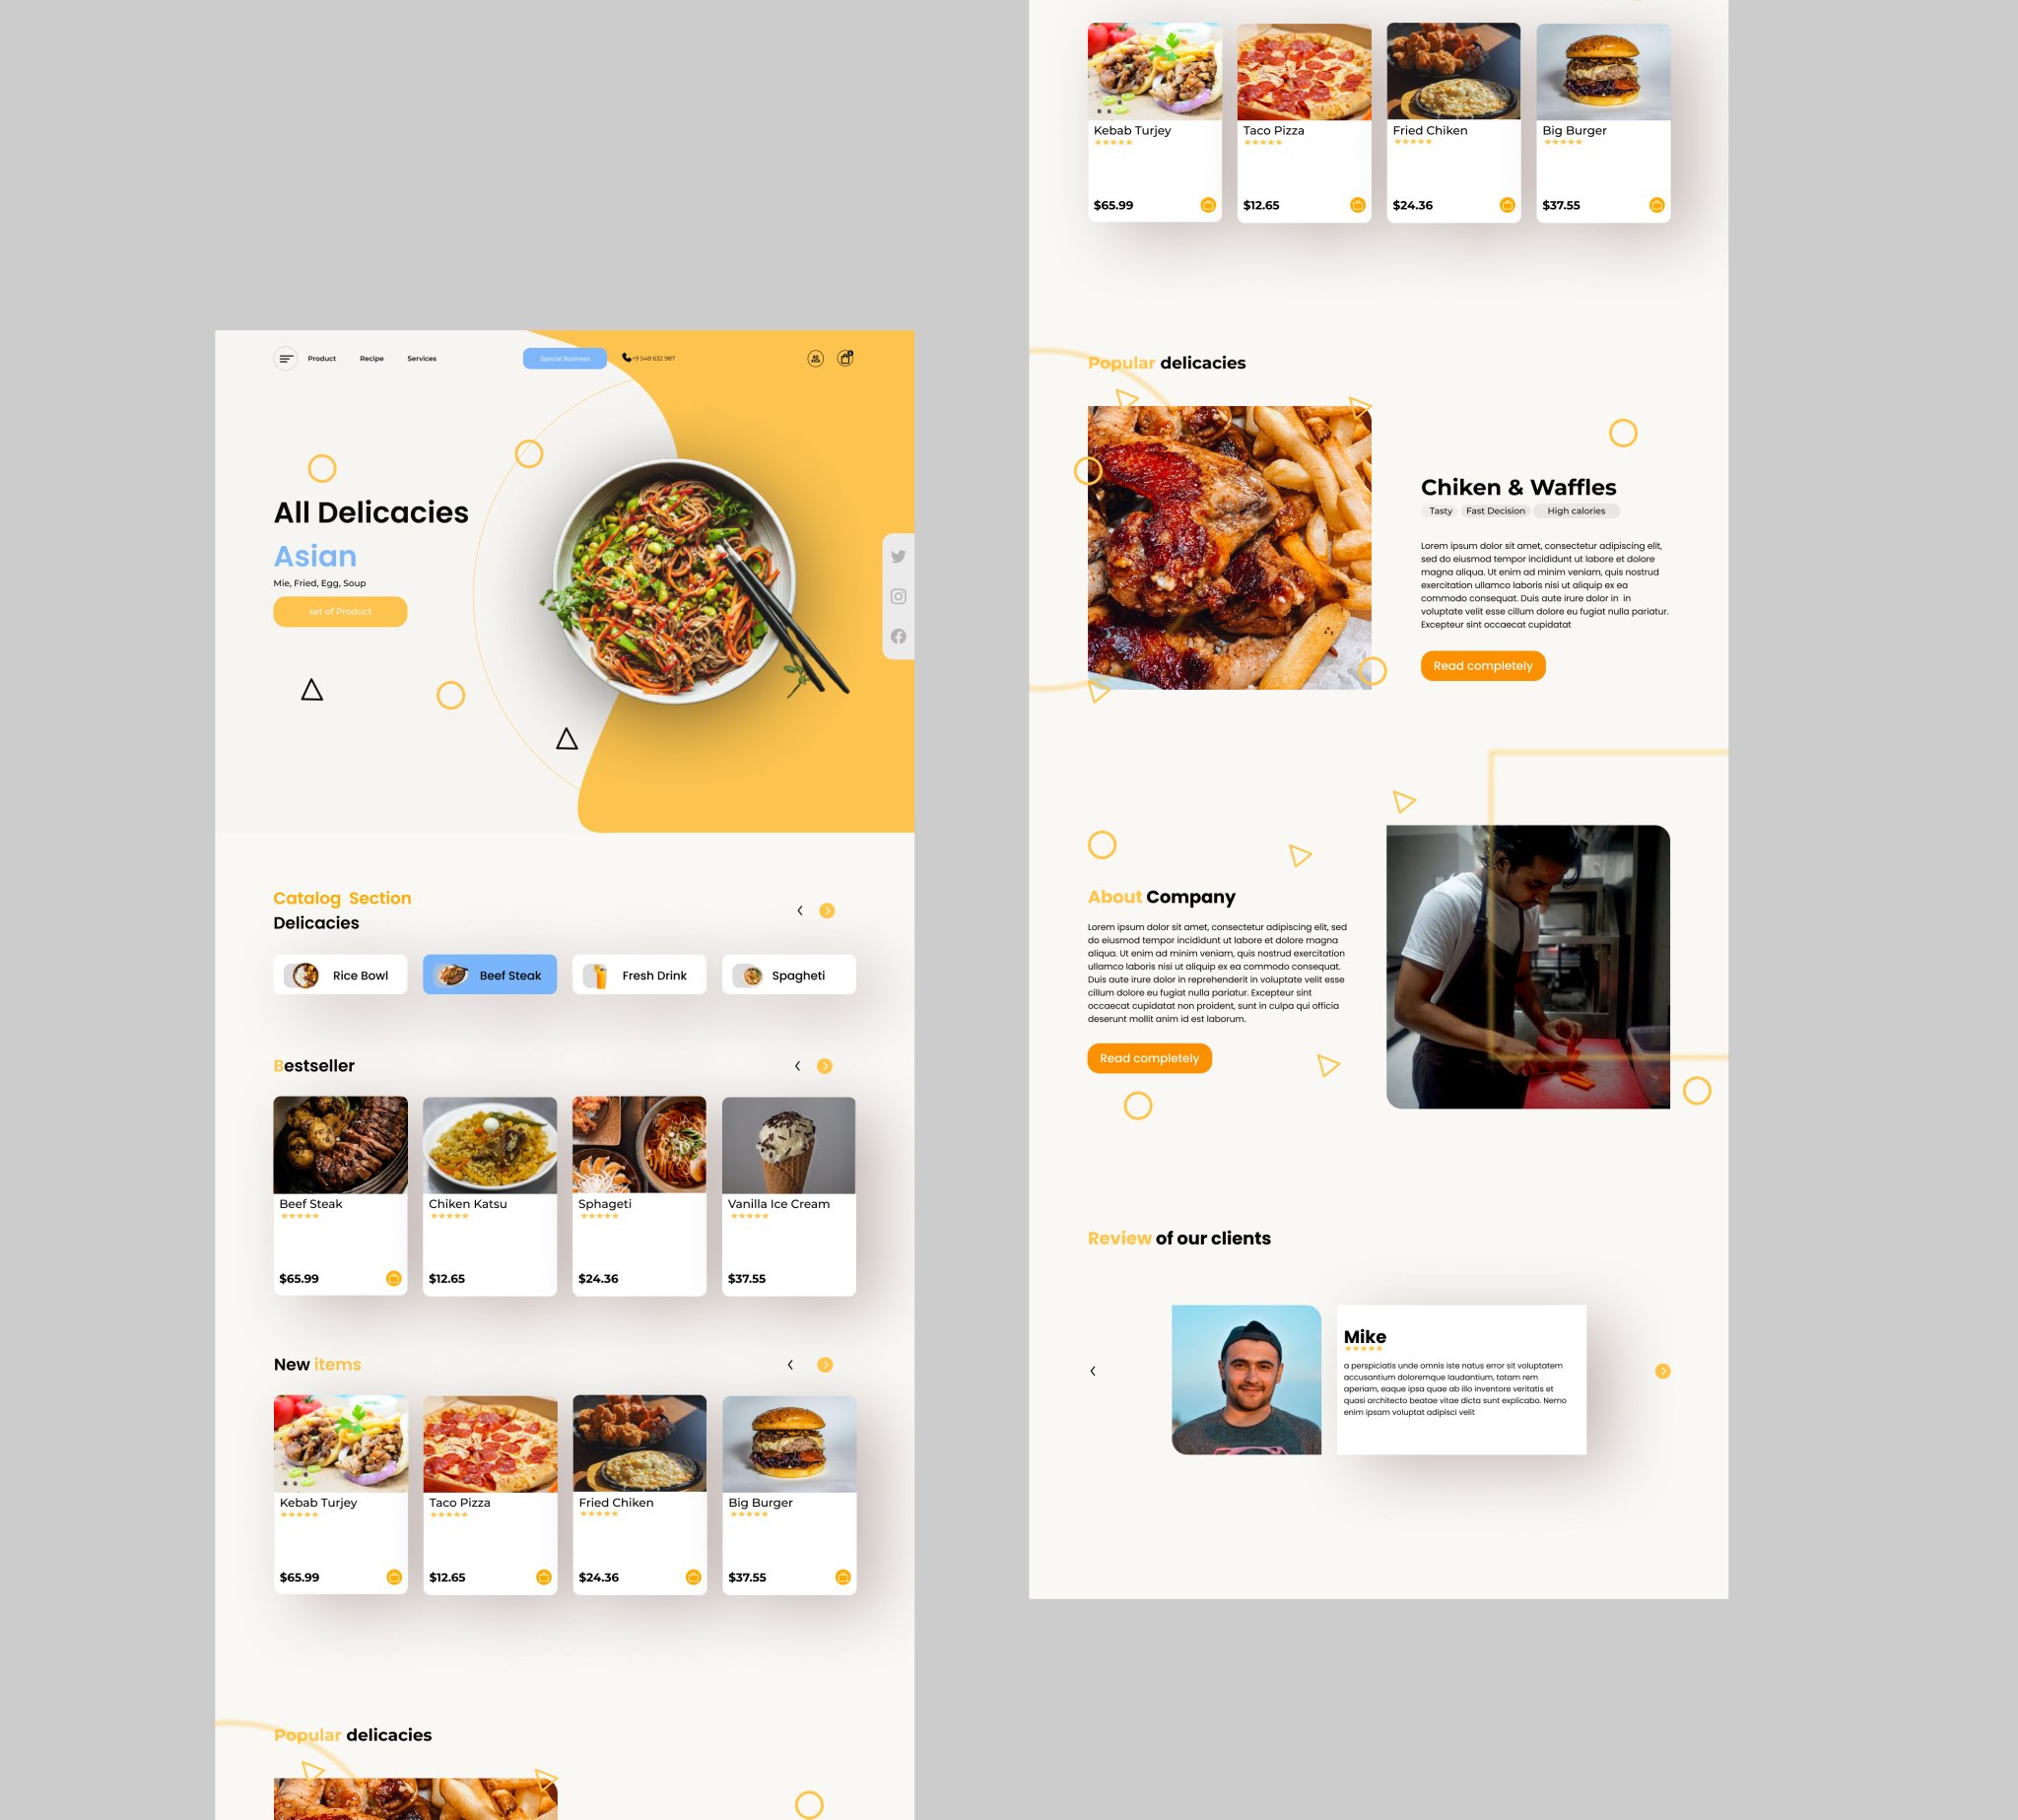 Product Recipe Services Special Business +9 546 632 987
All Delicacies
Asian
Mie, Fried, Egg, Soup
set of Product
Catalog Section
Delicacies
Rice Bowl Beef Steak Fresh Drink Spagheti
Bestseller
Beef Steak Chiken Katsu Sphageti Vanilla Ice Cream
$65.99 $12.65 $24.36 $37.55
New items
Kebab Turjey Taco Pizza Fried Chiken Big Burger
$65.99 $12.65 $24.36 $37.55
Popular delicacies
Kebab Turjey Taco Pizza Fried Chiken Big Burger
$65.99 $12.65 $24.36 $37.55
Popular delicacies
Chiken & Waffles
Tasty Fast Decision High calories
Lorem ipsum dolor sit amet, consectetur adipiscing elit,
sed do eiusmod tempor incididunt ut labore et dolore
magna aliqua. Ut enim ad minim veniam, quis nostrud
exercitation ullamco laboris nisi ut aliquip ex ea
commodo consequat. Duis aute irure dolor in in
voluptate velit esse cillum dolore eu fugiat nulla pariatur.
Excepteur sint occaecat cupidatat
Read completely
About Company
Lorem ipsum dolor sit amet, consectetur adipiscing elit, sed
do eiusmod tempor incididunt ut labore et dolore magna
aliqua. Ut enim ad minim veniam, quis nostrud exercitation
ullamco laboris nisi ut aliquip ex ea commodo consequat.
Duis aute irure dolor in reprehenderit in voluptate velit esse
cillum dolore eu fugiat nulla pariatur. Excepteur sint
occaecat cupidatat non proident, sunt in culpa qui officia
deserunt mollit anim id est laborum.
Read completely
Review of our clients
Mike
a perspiciatis unde omnis iste natus error sit voluptatem
accusantium doloremque laudantium, totam rem
aperiam, eaque ipsa quae ab illo inventore veritatis et
quasi architecto beatae vitae dicta sunt explicabo. Nemo
enim ipsam voluptat adipisci velit